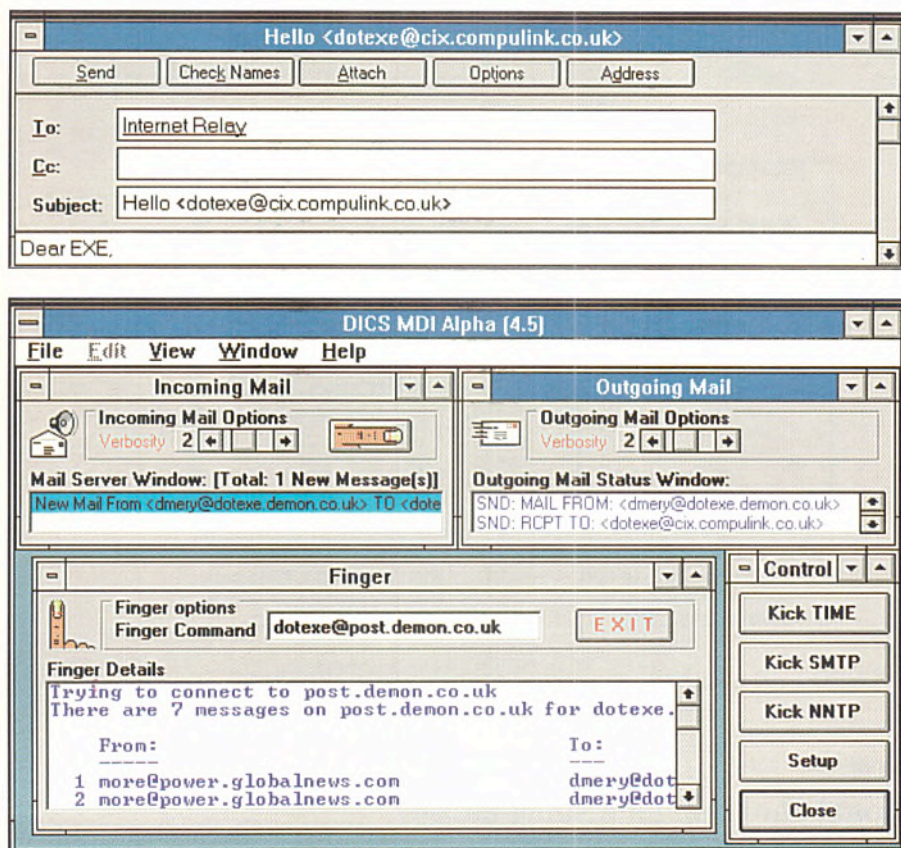 Hello <dotexe@cix.compulink.co.uk>
Send Check Names Attach Options Address
To: Internet Relay
Cc:
Subject: Hello <dotexe@cix.compulink.co.uk>
Dear EXE,
DICS MDI Alpha (4.5)
File Edit View Window Help
Incoming Mail
Incoming Mail Options
Verbosity 2
Mail Server Window: [Total: 1 New Message(s)]
New Mail From <dmery@dotexe.demon.co.uk> TO <dote
Outgoing Mail
Outgoing Mail Options
Verbosity 2
Outgoing Mail Status Window:
SND: MAIL FROM: <dmery@dotexe.demon.co.uk>
SND: RCPT TO: <dotexe@cix.compulink.co.uk>
Finger
Finger options
Finger Command dotexe@post.demon.co.uk
EXIT
Finger Details
Trying to connect to post.demon.co.uk
There are 7 messages on post.demon.co.uk for dotexe.
From: To:
----- ---
1 more@power.globalnews.com dmery@dot
2 more@power.globalnews.com dmery@dot
Control
Kick TIME
Kick SMTP
Kick NNTP
Setup
Close